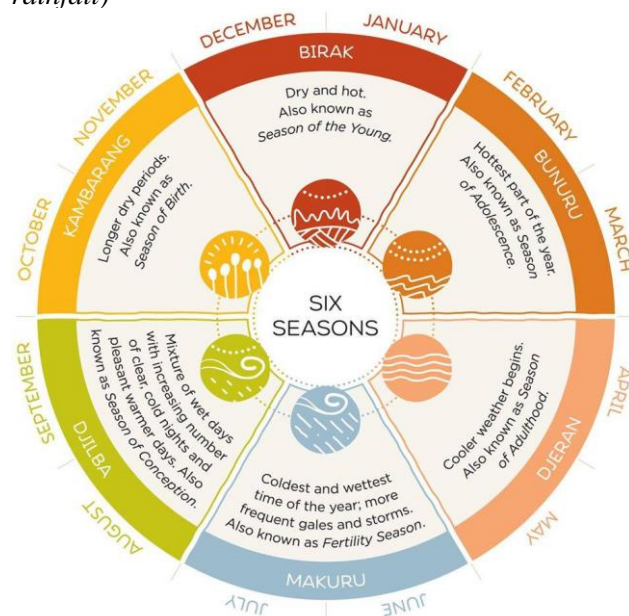 rainfall)
DECEMBER
JANUARY
BIRAK
Dry and hot.
Also known as
Season of the Young.
FEBRUARY
MARCH
BUNURU
Hottest part of the year.
Also known as Season
of Adolescence.
APRIL
MAY
DJERAN
Cooler weather begins.
Also known as Season
of Adulthood.
JUNE
JULY
MAKURU
Coldest and wettest
time of the year; more
frequent gales and storms.
Also known as Fertility Season.
AUGUST
SEPTEMBER
DJILBA
Mixture of wet days
with increasing number
of clear, cold nights and
pleasant warmer days. Also
known as Season of Conception.
OCTOBER
NOVEMBER
KAMBARANG
Longer dry periods.
Also known as
Season of Birth.
SIX
SEASONS